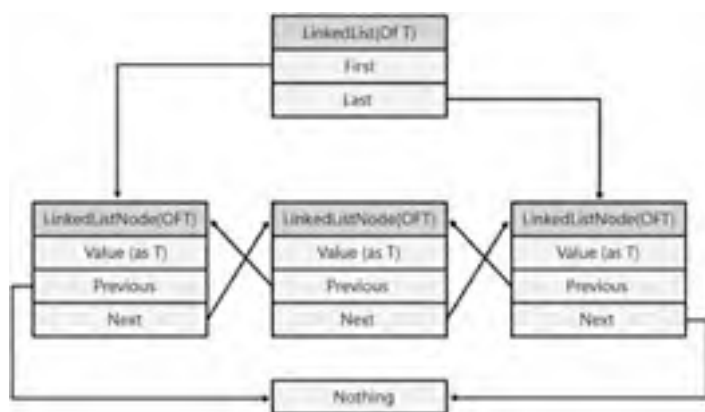 LinkedList(Of T)
First
Last
LinkedListNode(OFT)
Value (as T)
Previous
Next
LinkedListNode(OFT)
Value (as T)
Previous
Next
LinkedListNode(OFT)
Value (as T)
Previous
Next
Nothing